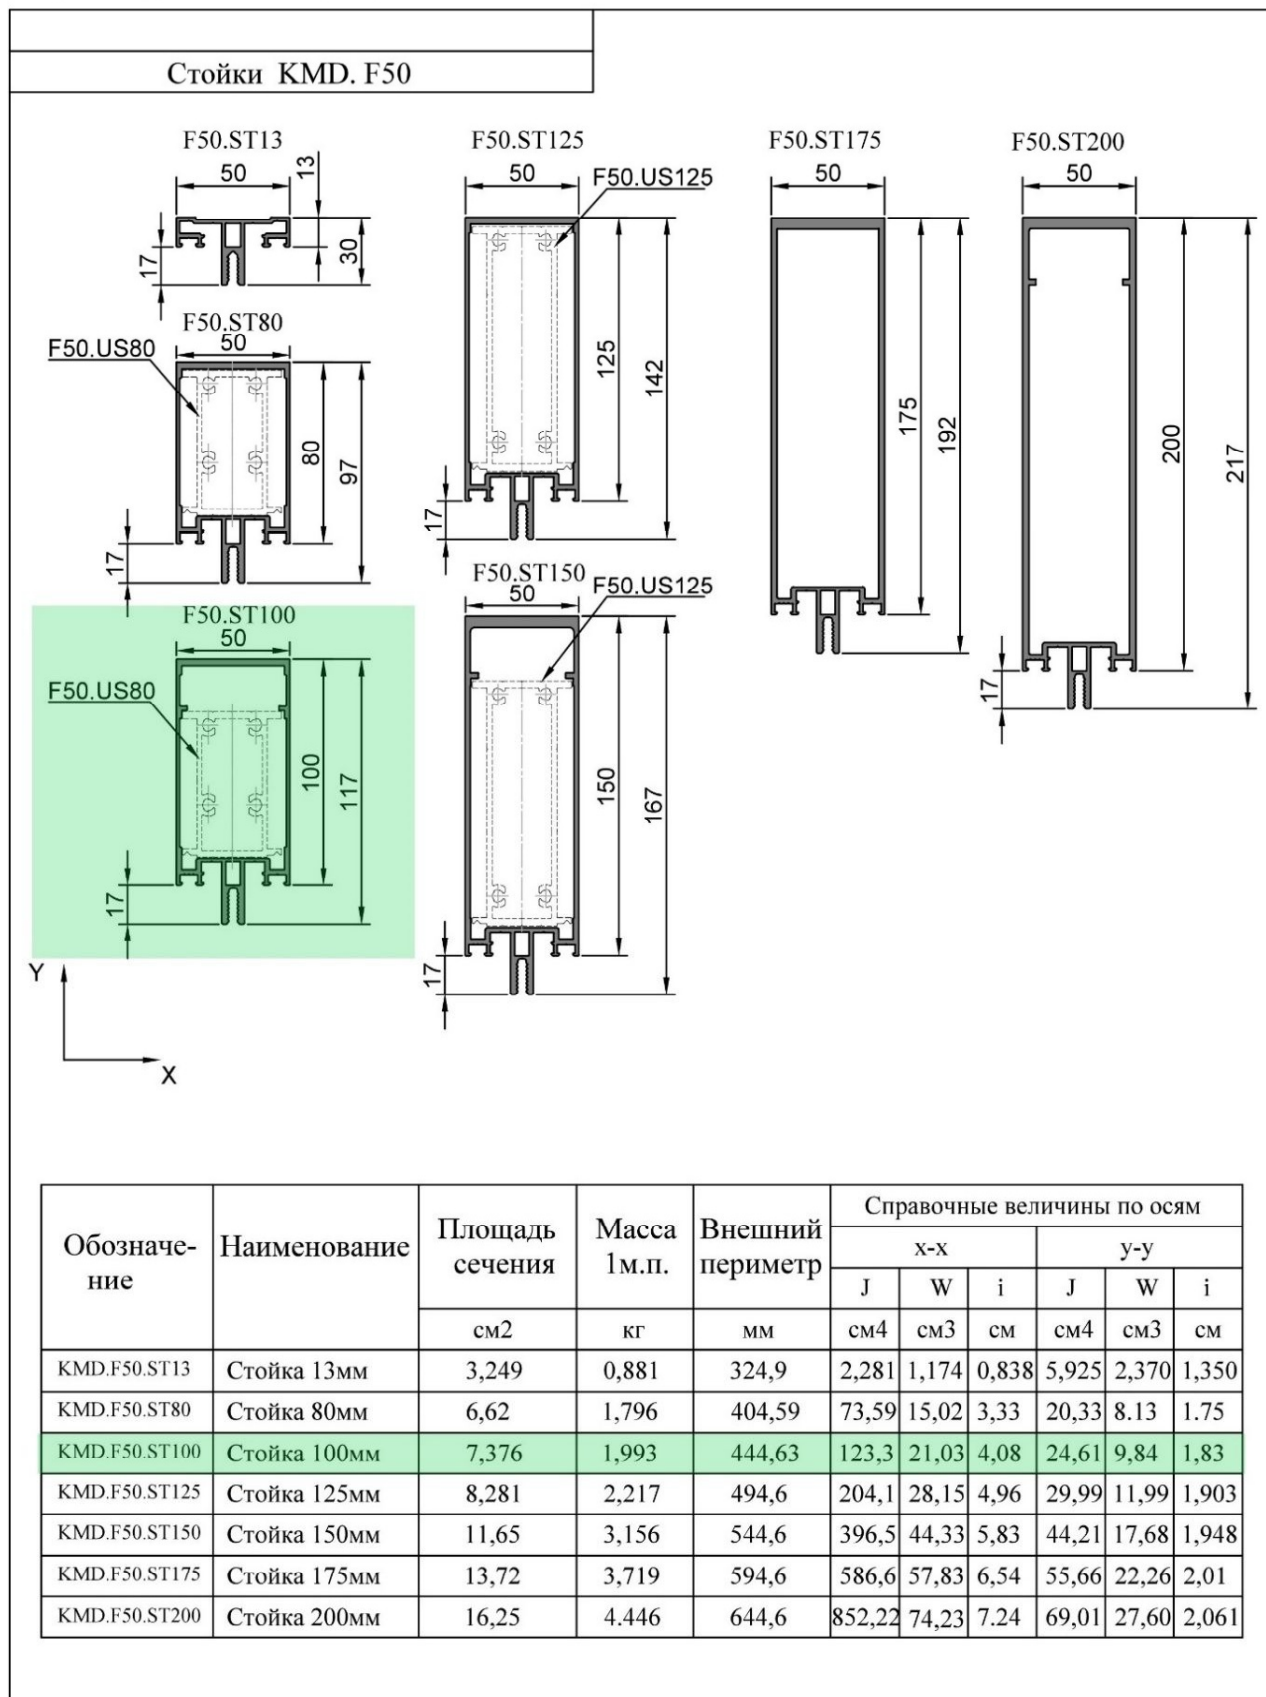 Стойки KMD. F50
F50.ST13
50
13
30
17
F50.ST80
50
F50.US80
80
97
17
F50.ST100
50
F50.US80
100
117
17
F50.ST125
50
F50.US125
125
142
17
F50.ST150
50
F50.US125
150
167
17
F50.ST175
50
175
192
F50.ST200
50
200
217
17
Y
X
Обозначе-
ние
Наименование
Площадь
сечения
Масса
1м.п.
Внешний
периметр
Справочные величины по осям
x-x y-y
J W i J W i
см2 кг мм см4 см3 см см4 см3 см
KMD.F50.ST13 Стойка 13мм 3,249 0,881 324,9 2,281 1,174 0,838 5,925 2,370 1,350
KMD.F50.ST80 Стойка 80мм 6,62 1,796 404,59 73,59 15,02 3,33 20,33 8.13 1.75
KMD.F50.ST100 Стойка 100мм 7,376 1,993 444,63 123,3 21,03 4,08 24,61 9,84 1,83
KMD.F50.ST125 Стойка 125мм 8,281 2,217 494,6 204,1 28,15 4,96 29,99 11,99 1,903
KMD.F50.ST150 Стойка 150мм 11,65 3,156 544,6 396,5 44,33 5,83 44,21 17,68 1,948
KMD.F50.ST175 Стойка 175мм 13,72 3,719 594,6 586,6 57,83 6,54 55,66 22,26 2,01
KMD.F50.ST200 Стойка 200мм 16,25 4.446 644,6 852,22 74,23 7.24 69,01 27,60 2,061